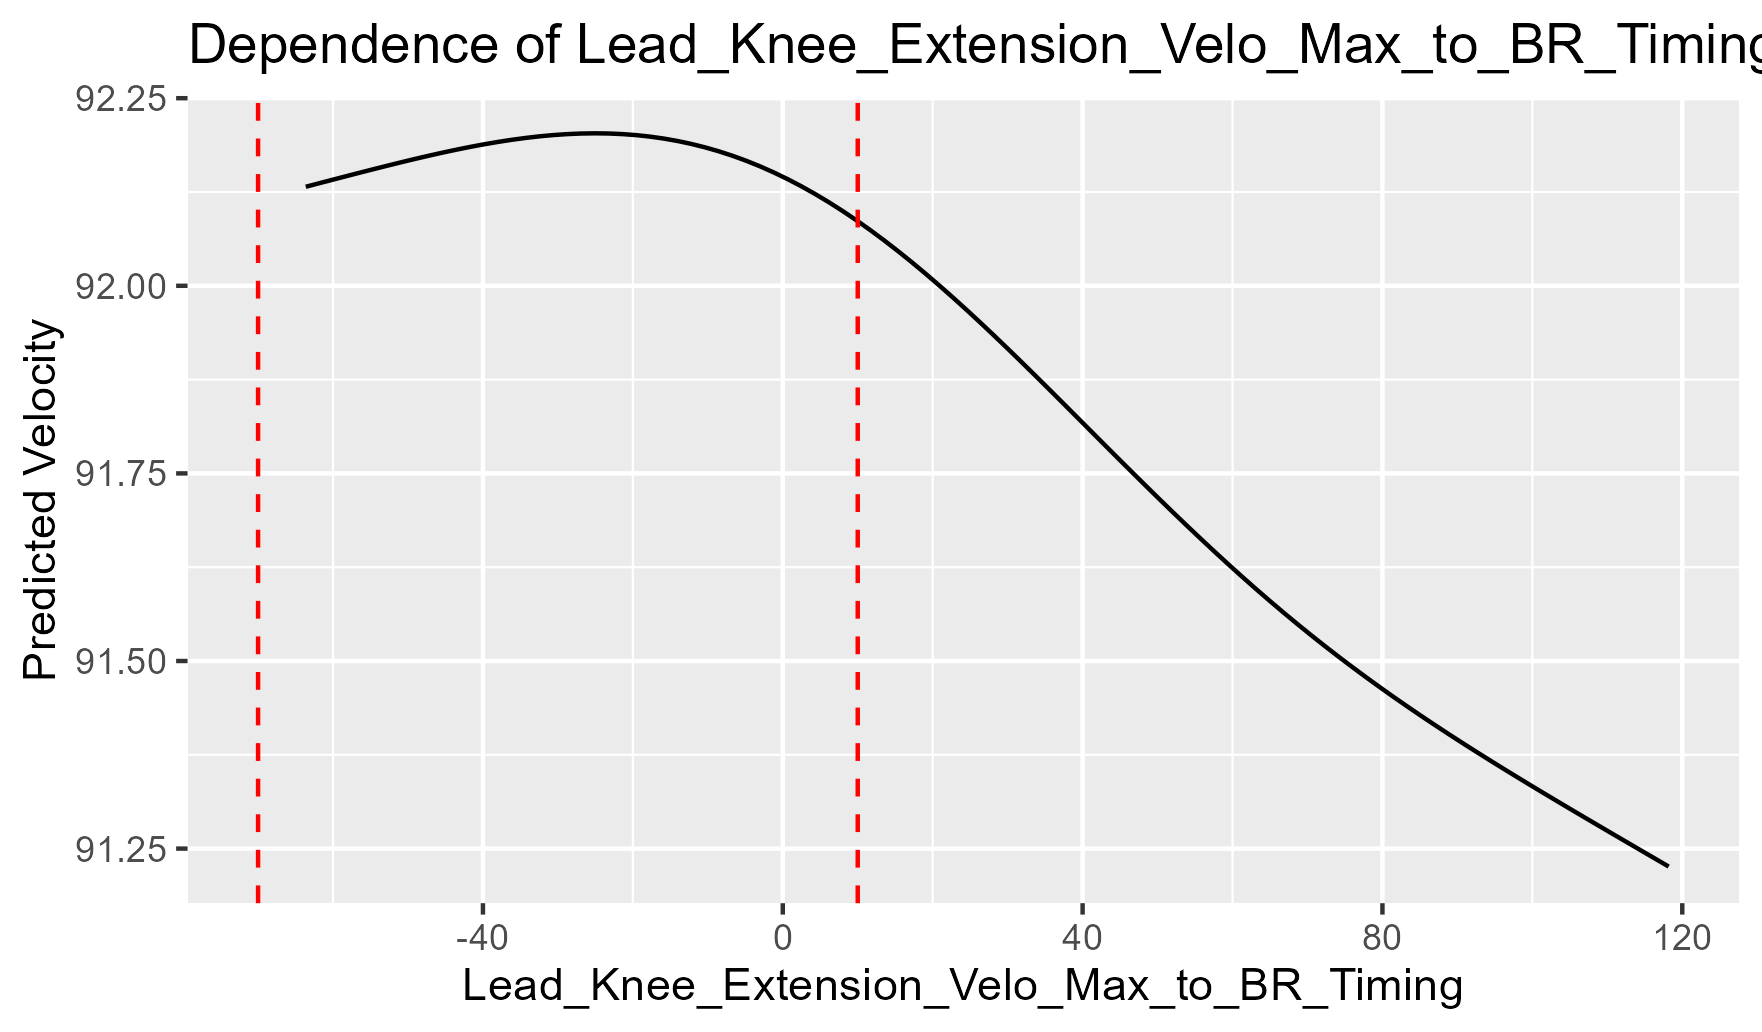 Dependence of Lead_Knee_Extension_Velo_Max_to_BR_Timing
92.25
92.00
91.75
91.50
91.25
Predicted Velocity
-40 0 40 80 120
Lead_Knee_Extension_Velo_Max_to_BR_Timing